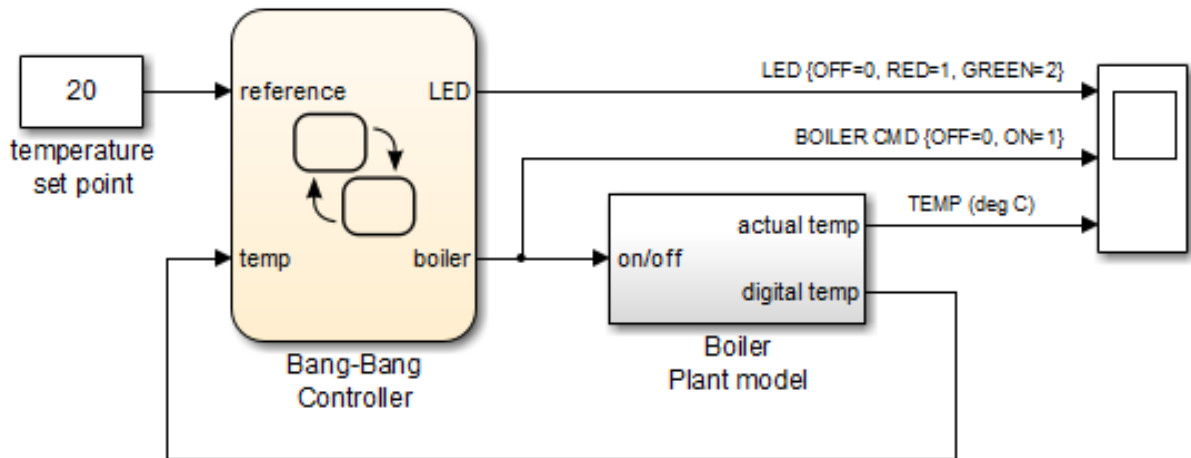 20
temperature
set point
reference
LED
temp
boiler
Bang-Bang
Controller
LED {OFF=0, RED=1, GREEN=2}
BOILER CMD {OFF=0, ON=1}
TEMP (deg C)
on/off
actual temp
digital temp
Boiler
Plant model